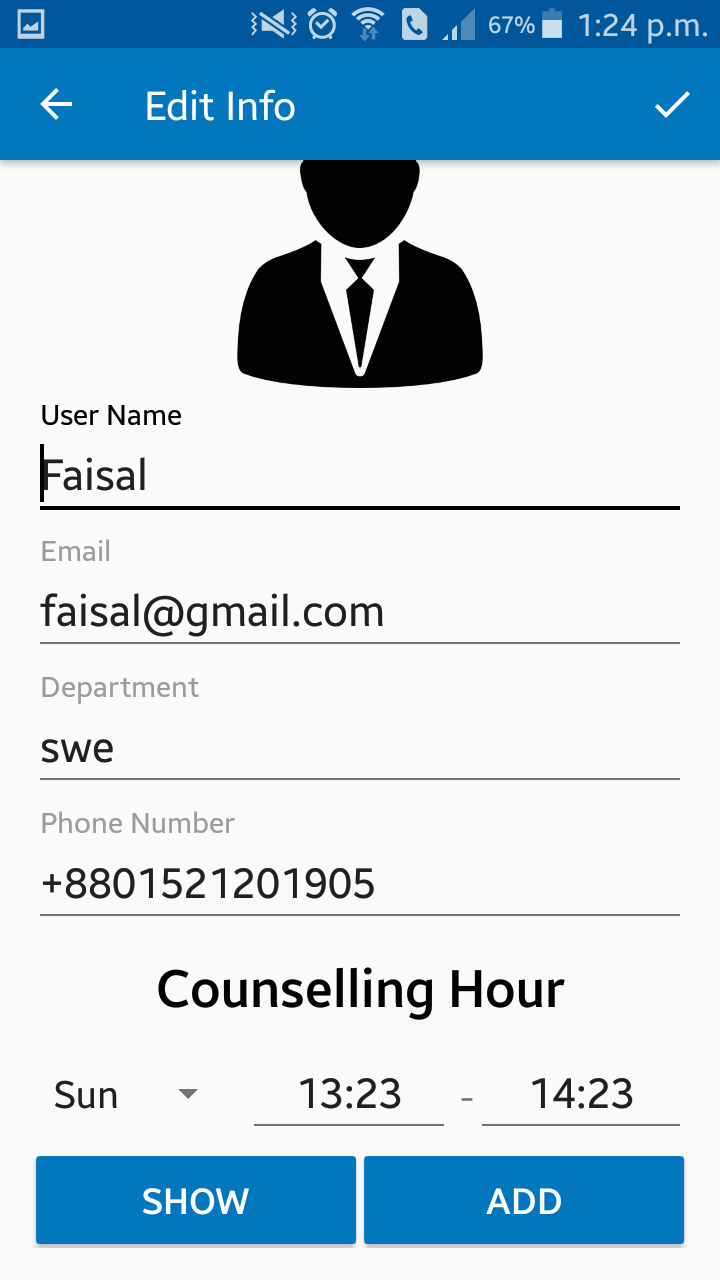 67% 1:24 p.m.
Edit Info
User Name
Faisal
Email
faisal@gmail.com
Department
swe
Phone Number
+8801521201905
Counselling Hour
Sun 13:23 - 14:23
SHOW ADD